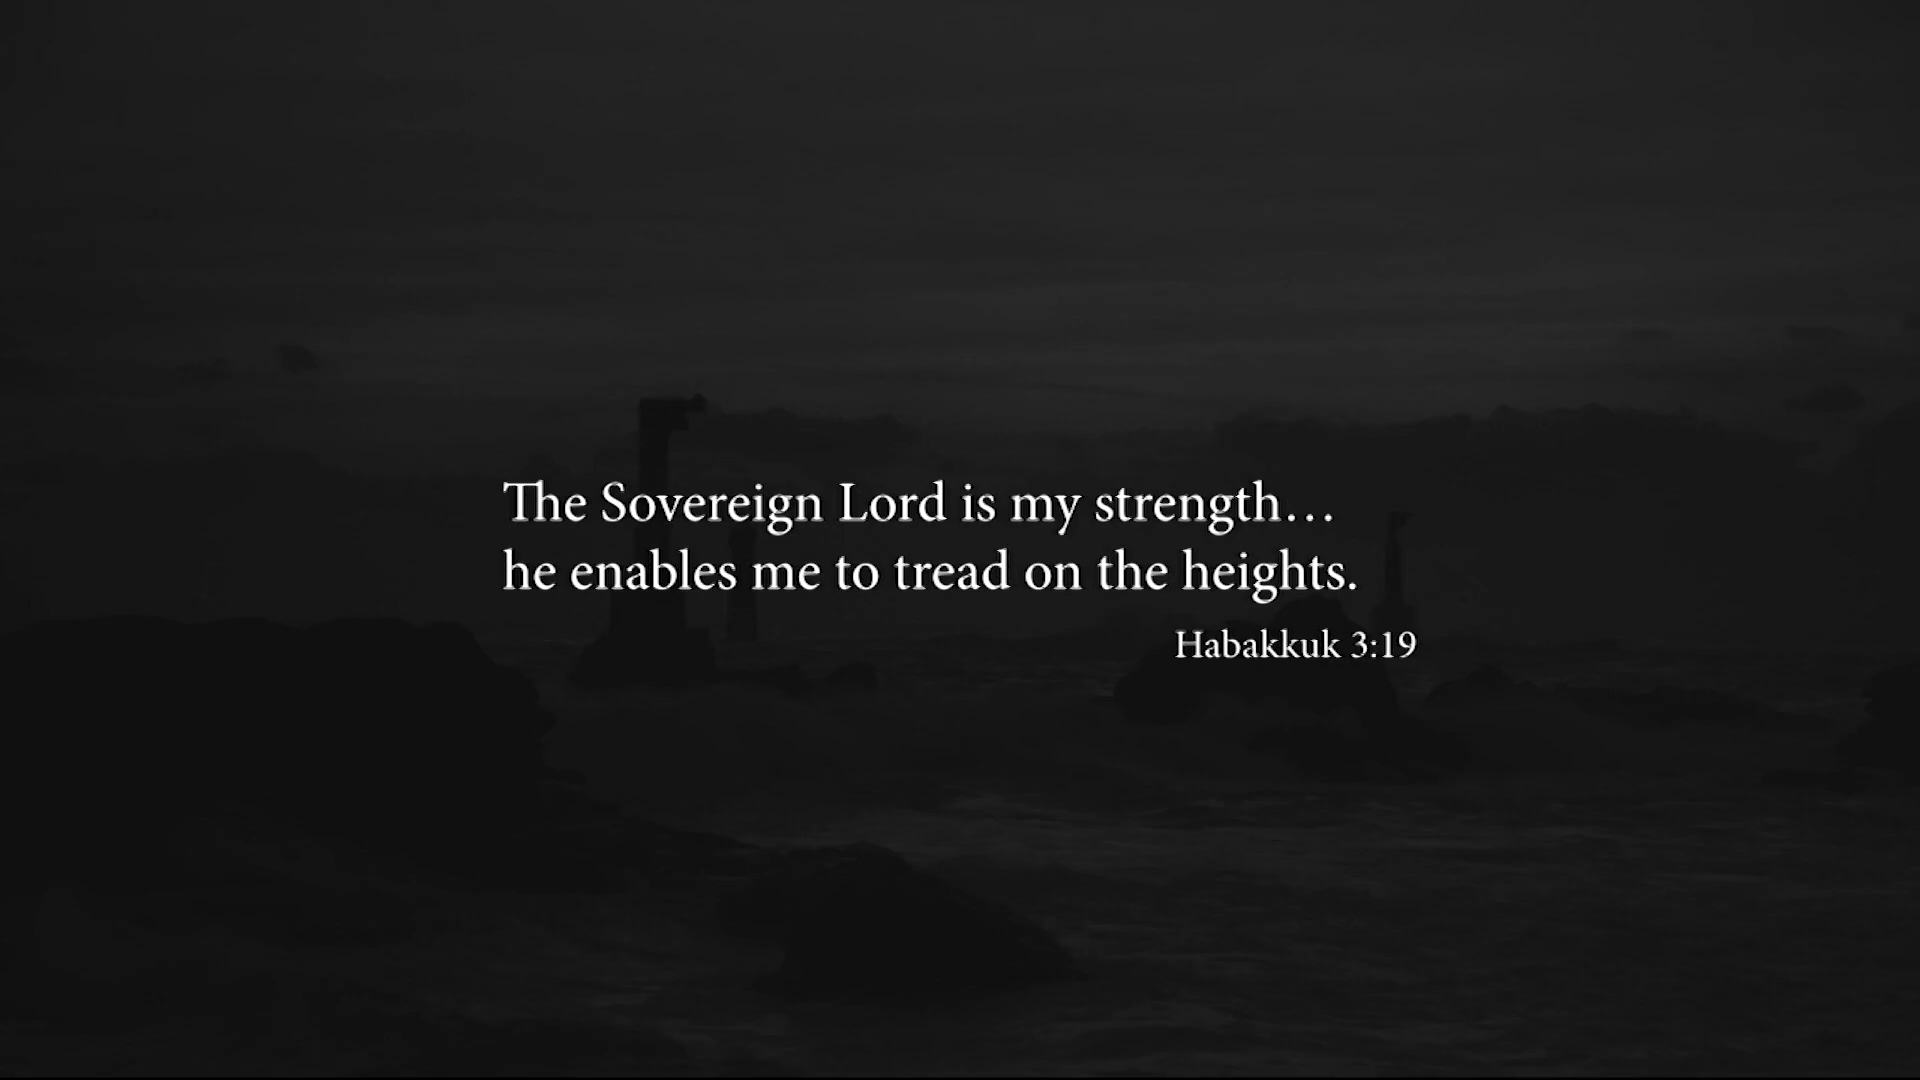 The Sovereign Lord is my strength…
he enables me to tread on the heights.
Habakkuk 3:19